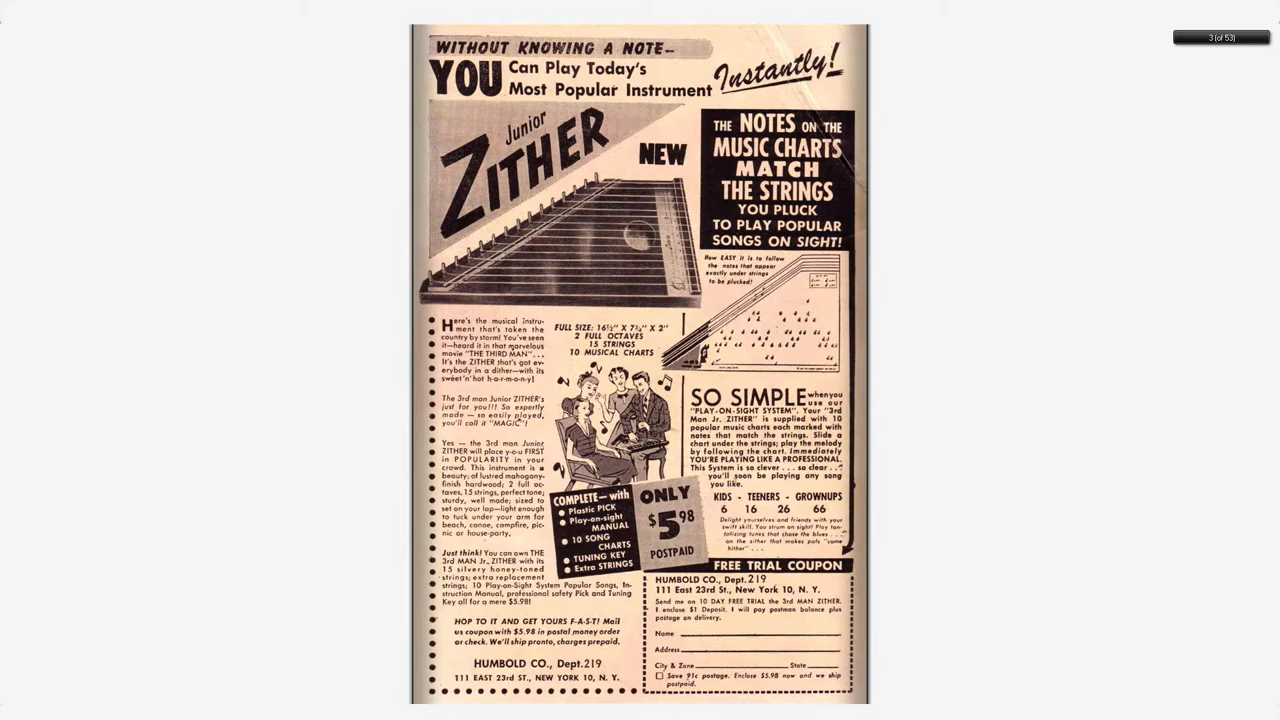 3 (of 53)
WITHOUT KNOWING A NOTE—
YOU Can Play Today's
Most Popular Instrument
Instantly!
Junior
ZITHER
NEW
THE NOTES ON THE
MUSIC CHARTS
MATCH
THE STRINGS
YOU PLUCK
TO PLAY POPULAR
SONGS ON SIGHT!
How EASY it is to follow
the notes that appear
exactly under strings
to be plucked!
Here's the musical instru-
ment that's taken the
country by storm! You've seen
it—heard it in that marvelous
movie "THE THIRD MAN"...
It's the ZITHER that's got ev-
erybody in a dither—with its
sweet 'n' hot h-a-r-m-o-n-y!
The 3rd man Junior ZITHER's
just for you!!! So expertly
made — so easily played,
you'll call it "MAGIC"!
Yes — the 3rd man Junior
ZITHER will place y-o-u FIRST
in POPULARITY in your
crowd. This instrument is a
beauty; of lustred mahogany-
finish hardwood; 2 full oc-
taves, 15 strings, perfect tone;
sturdy, well made; sized to
set on your lap—light enough
to tuck under your arm for
beach, canoe, campfire, pic-
nic or house-party.
Just think! You can own THE
3rd MAN Jr. ZITHER with its
15 silvery honey-toned
strings; extra replacement
strings; 10 Play-on-Sight System Popular Songs, In-
struction Manual, professional safety Pick and Tuning
Key all for a mere $5.98!
HOP TO IT AND GET YOURS F-A-S-T! Mail
us coupon with $5.98 in postal money order
or check. We'll ship pronto, charges prepaid.
HUMBOLD CO., Dept. 219
111 EAST 23rd ST., NEW YORK 10, N. Y.
FULL SIZE: 16½" X 7¾" X 2"
2 FULL OCTAVES
15 STRINGS
10 MUSICAL CHARTS
COMPLETE—with
• Plastic PICK
• Play-on-sight
MANUAL
• 10 SONG
CHARTS
• TUNING KEY
• Extra STRINGS
ONLY
$5.98
POSTPAID
SO SIMPLE when you
use our
"PLAY-ON-SIGHT SYSTEM". Your "3rd
Man Jr. ZITHER" is supplied with 10
popular music charts each marked with
notes that match the strings. Slide a
chart under the strings; play the melody
by following the chart. Immediately
YOU'RE PLAYING LIKE A PROFESSIONAL.
This System is so clever . . . so clear . .
you'll soon be playing any song
you like.
KIDS - TEENERS - GROWNUPS
6 16 26 66
Delight yourselves and friends with your
swift skill. You strum on sight! Play tan-
talizing tunes that chase the blues . . .
on the zither that makes pals "come
hither" . . .
FREE TRIAL COUPON
HUMBOLD CO., Dept. 219
111 East 23rd St., New York 10, N. Y.
Send me on 10 DAY FREE TRIAL the 3rd MAN ZITHER.
I enclose $1 Deposit. I will pay postman balance plus
postage on delivery.
Name
Address
City & Zone State
Save 91c postage. Enclose $5.98 now and we ship
postpaid.